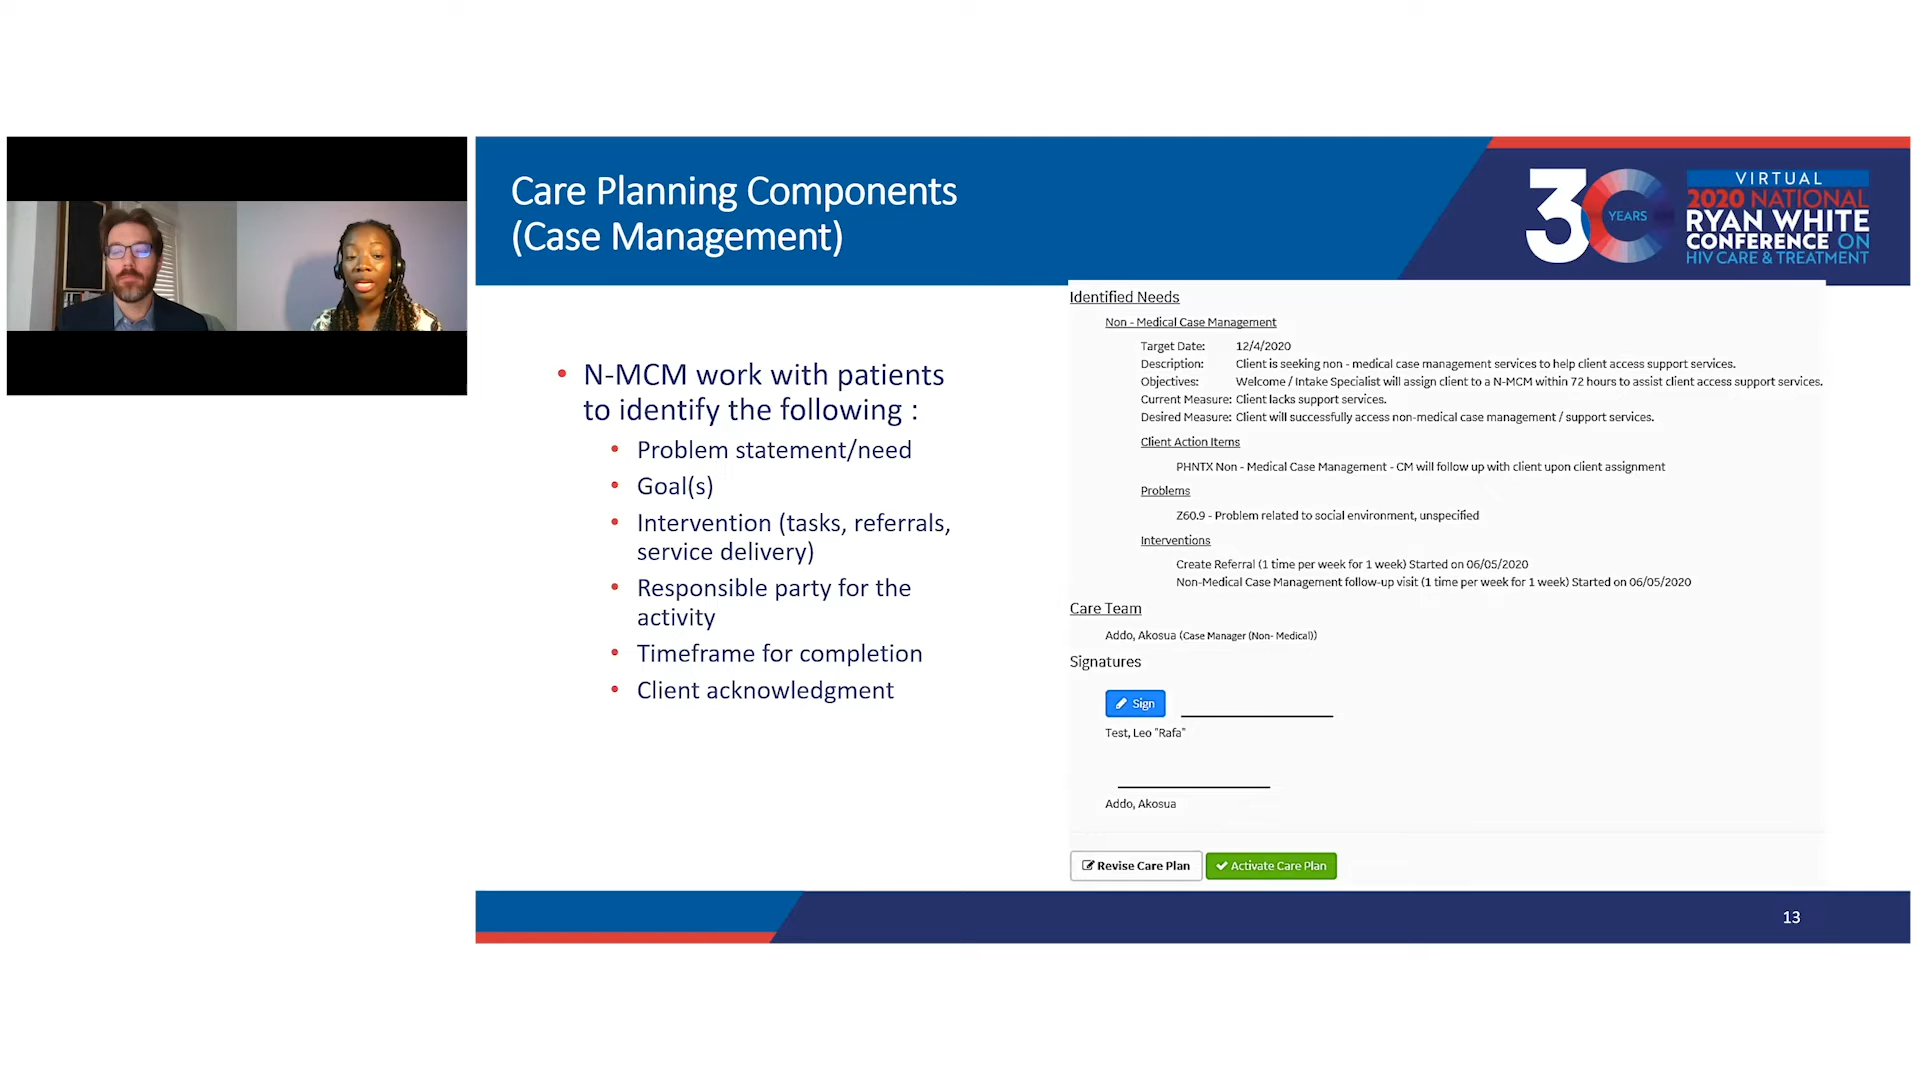 Care Planning Components
(Case Management)
30
YEARS
VIRTUAL
2020 NATIONAL
RYAN WHITE
CONFERENCE ON
HIV CARE & TREATMENT
• N-MCM work with patients
to identify the following :
• Problem statement/need
• Goal(s)
• Intervention (tasks, referrals,
service delivery)
• Responsible party for the
activity
• Timeframe for completion
• Client acknowledgment
Identified Needs
Non - Medical Case Management
Target Date: 12/4/2020
Description: Client is seeking non - medical case management services to help client access support services.
Objectives: Welcome / Intake Specialist will assign client to a N-MCM within 72 hours to assist client access support services.
Current Measure: Client lacks support services.
Desired Measure: Client will successfully access non-medical case management / support services.
Client Action Items
PHNTX Non - Medical Case Management - CM will follow up with client upon client assignment
Problems
Z60.9 - Problem related to social environment, unspecified
Interventions
Create Referral (1 time per week for 1 week) Started on 06/05/2020
Non-Medical Case Management follow-up visit (1 time per week for 1 week) Started on 06/05/2020
Care Team
Addo, Akosua (Case Manager (Non- Medical))
Signatures
Sign
Test, Leo "Rafa"
Addo, Akosua
Revise Care Plan
Activate Care Plan
13